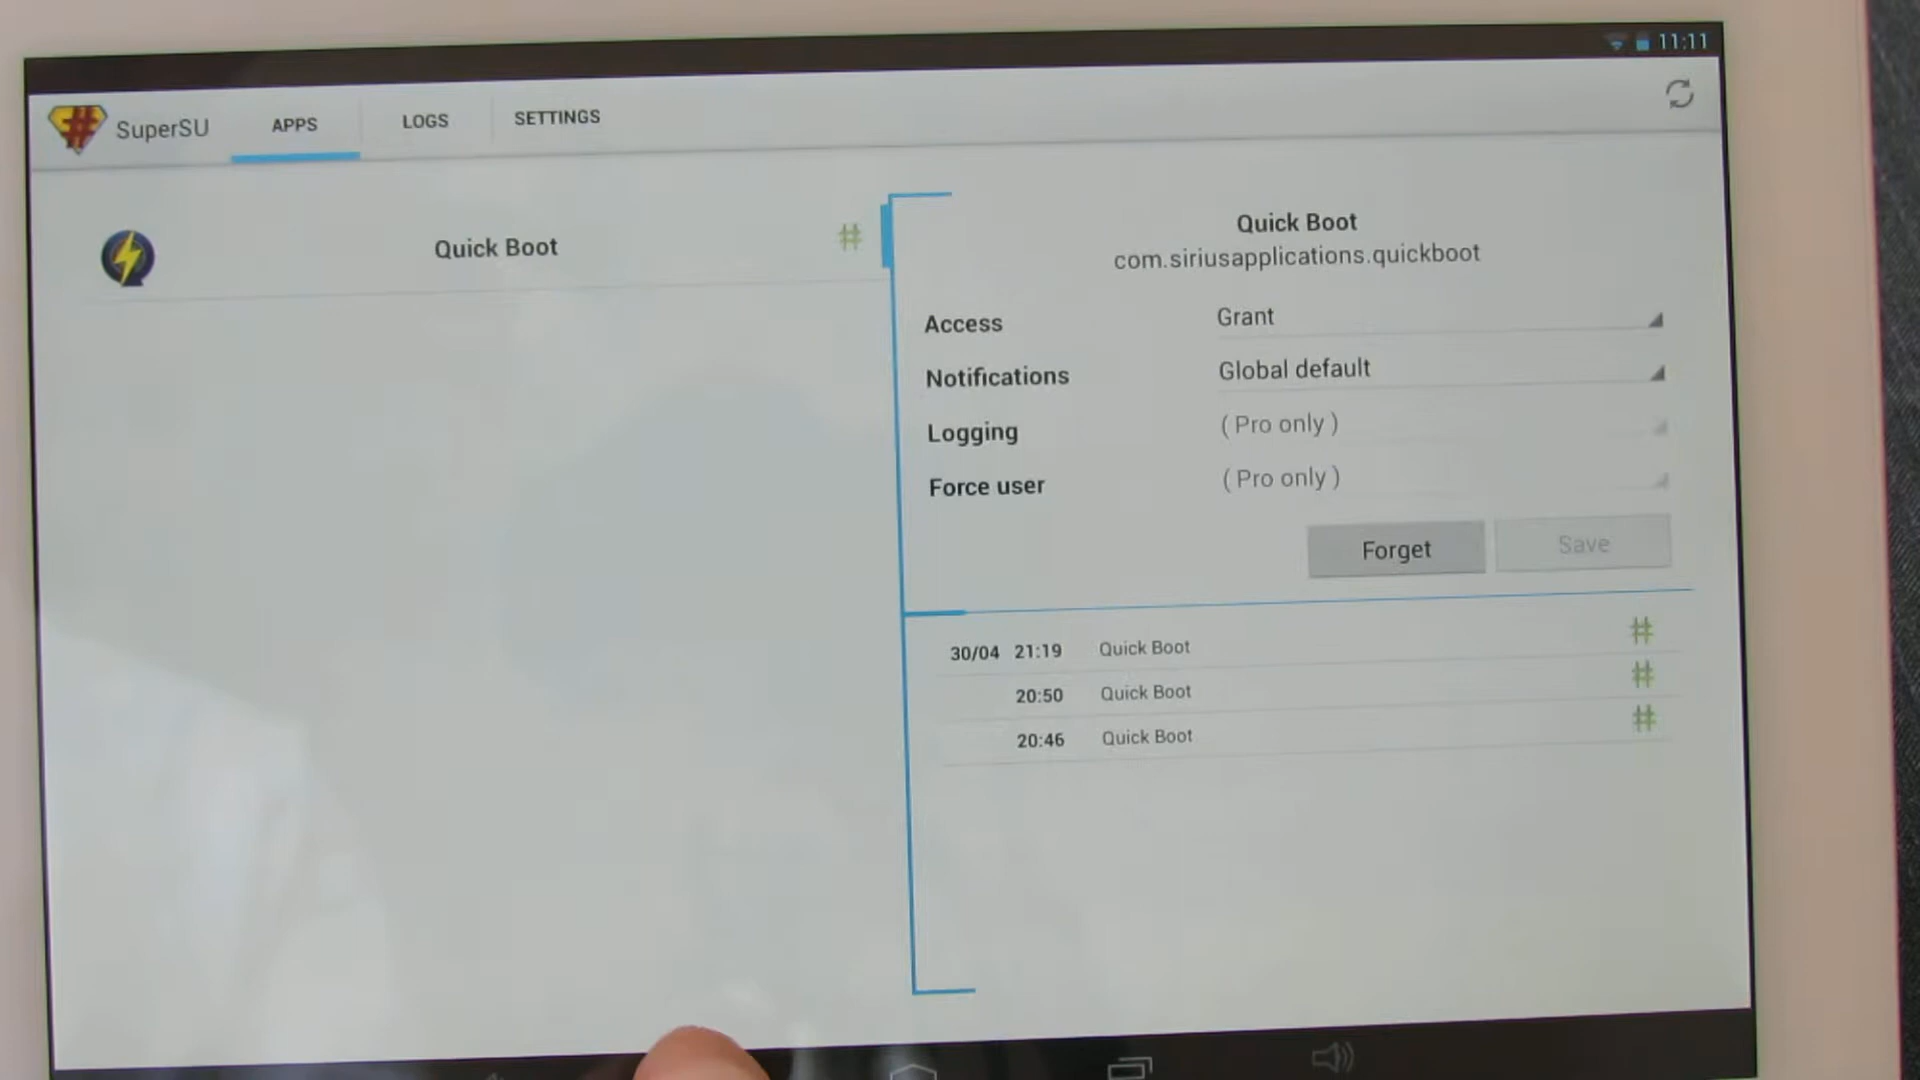 11:11
SuperSU APPS LOGS SETTINGS
Quick Boot #
Quick Boot
com.siriusapplications.quickboot
Access Grant
Notifications Global default
Logging ( Pro only )
Force user ( Pro only )
Forget Save
30/04 21:19 Quick Boot #
20:50 Quick Boot #
20:46 Quick Boot #